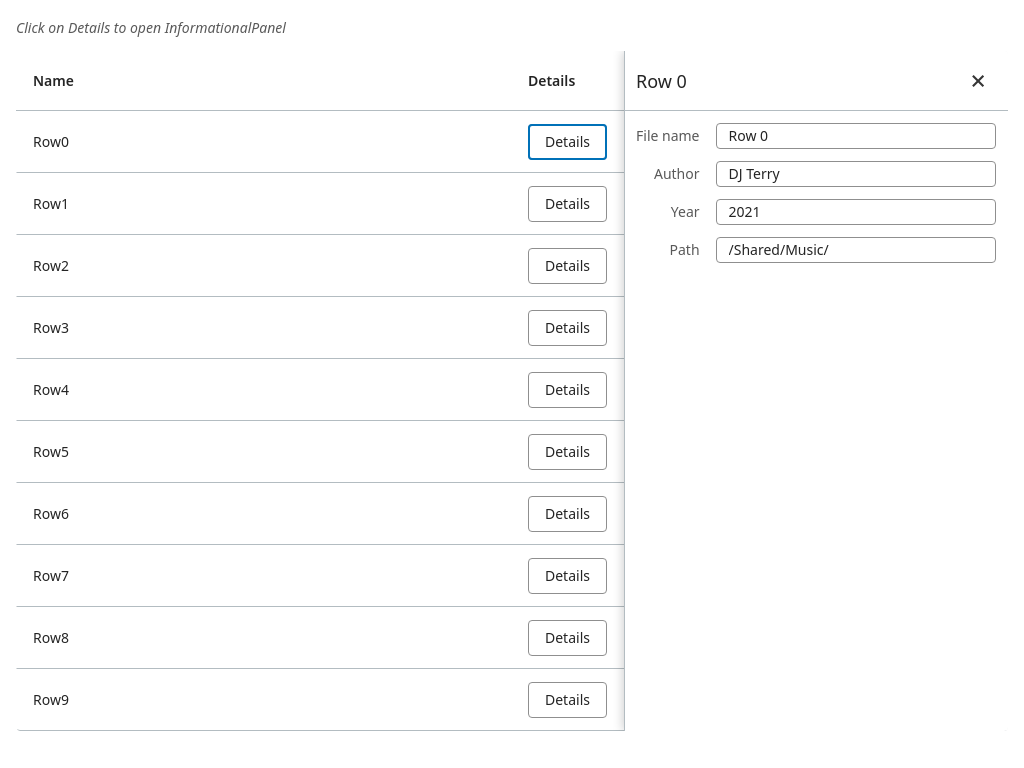 Click on Details to open InformationalPanel
Name Details
Row0 Details
Row1 Details
Row2 Details
Row3 Details
Row4 Details
Row5 Details
Row6 Details
Row7 Details
Row8 Details
Row9 Details
Row 0
File name Row 0
Author DJ Terry
Year 2021
Path /Shared/Music/